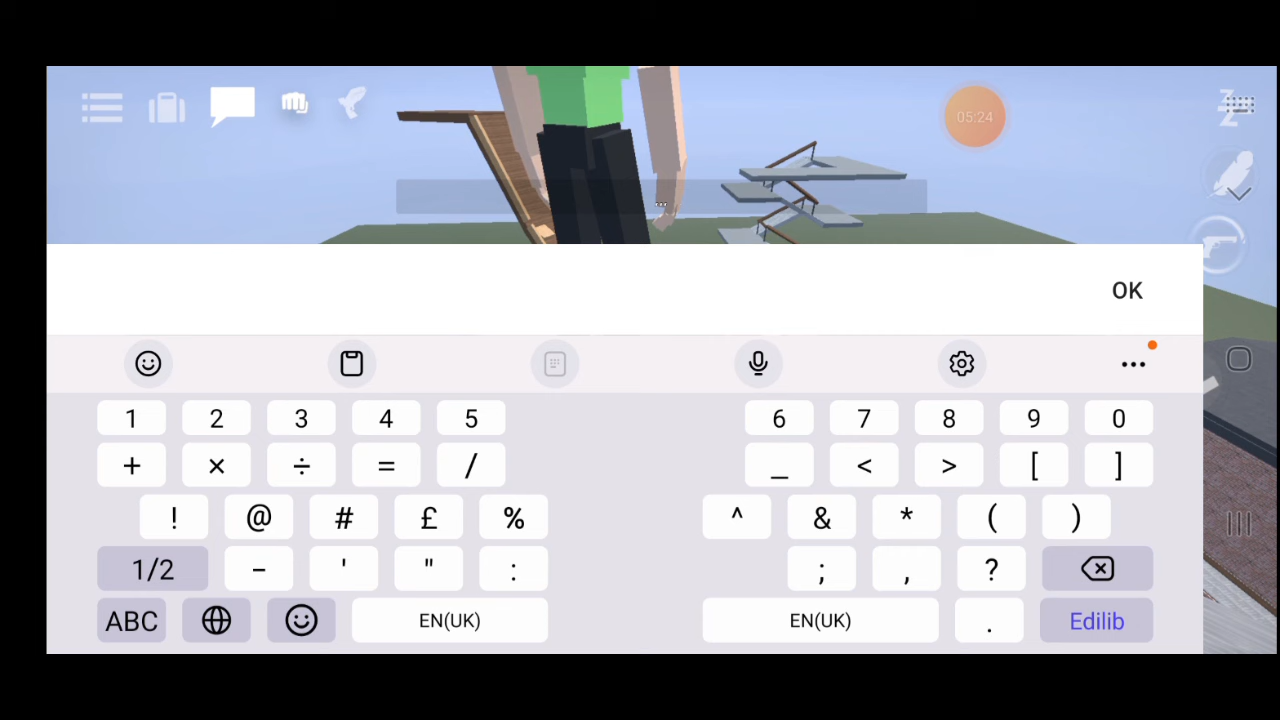 05:24
...
OK
1 2 3 4 5 6 7 8 9 0
+ × ÷ = / _ < > [ ]
! @ # £ % ^ & * ( )
1/2 - ' " : ; , ?
ABC EN(UK) EN(UK) . Edilib